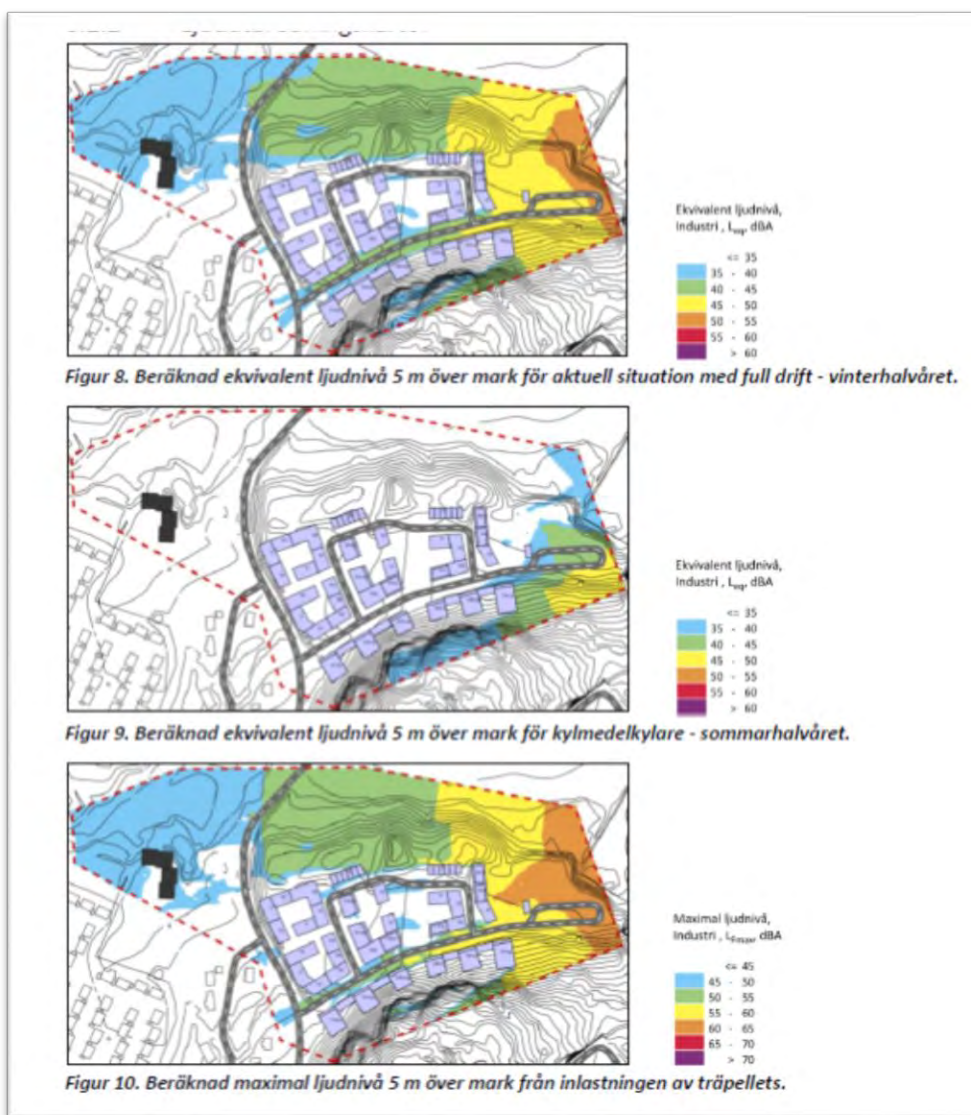 Ekvivalent ljudnivå,
Industri , Leq, dBA
<= 35
35 - 40
40 - 45
45 - 50
50 - 55
55 - 60
> 60
Figur 8. Beräknad ekvivalent ljudnivå 5 m över mark för aktuell situation med full drift - vinterhalvåret.
Ekvivalent ljudnivå,
Industri , Leq, dBA
<= 35
35 - 40
40 - 45
45 - 50
50 - 55
55 - 60
> 60
Figur 9. Beräknad ekvivalent ljudnivå 5 m över mark för kylmedelkylare - sommarhalvåret.
Maximal ljudnivå,
Industri , LFmax, dBA
<= 45
45 - 50
50 - 55
55 - 60
60 - 65
65 - 70
> 70
Figur 10. Beräknad maximal ljudnivå 5 m över mark från inlastningen av träpellets.